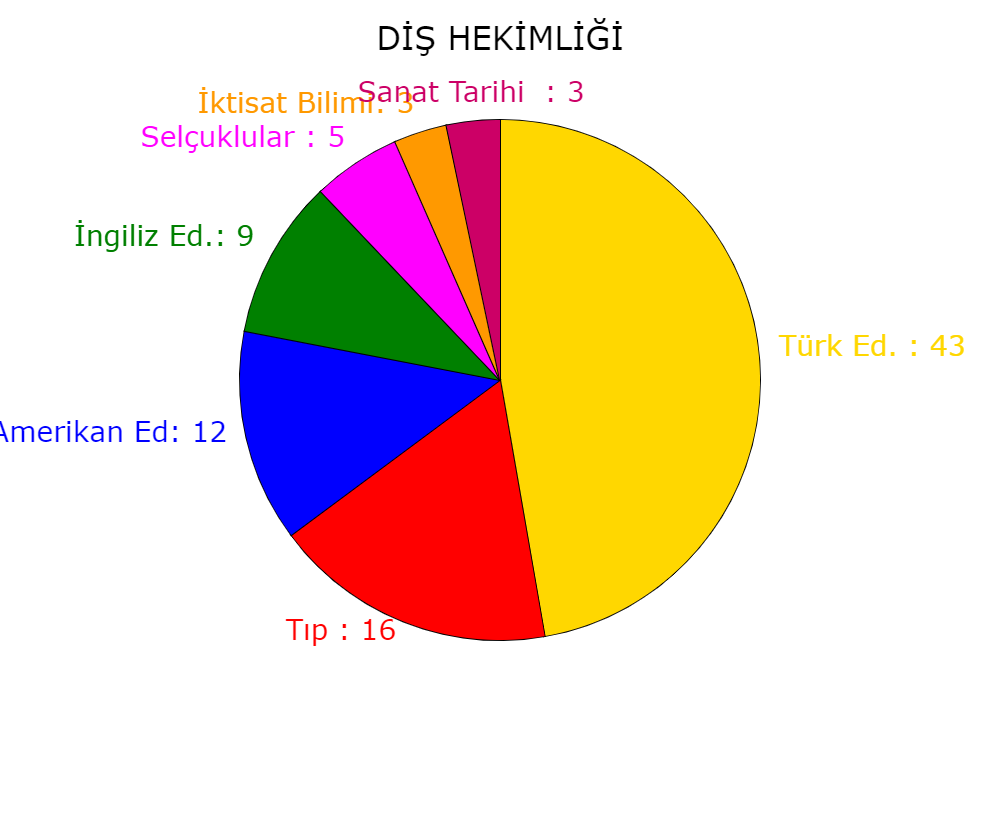 DİŞ HEKİMLİĞİ
Sanat Tarihi  : 3
İktisat Bilimi: 3
Selçuklular : 5
İngiliz Ed.: 9
Türk Ed. : 43
Amerikan Ed: 12
Tıp : 16